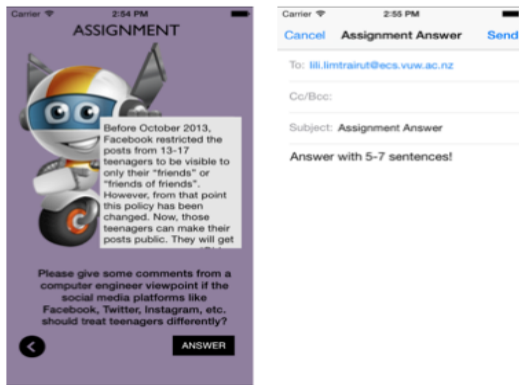 Carrier 2:54 PM
ASSIGNMENT
Before October 2013,
Facebook restricted the
posts from 13-17
teenagers to be visible to
only their "friends" or
"friends of friends".
However, from that point
this policy has been
changed. Now, those
teenagers can make their
posts public. They will get
Please give some comments from a
computer engineer viewpoint if the
social media platforms like
Facebook, Twitter, Instagram, etc.
should treat teenagers differently?
ANSWER
Carrier 2:55 PM
Cancel Assignment Answer Send
To: lili.limtrairut@ecs.vuw.ac.nz
Cc/Bcc:
Subject: Assignment Answer
Answer with 5-7 sentences!